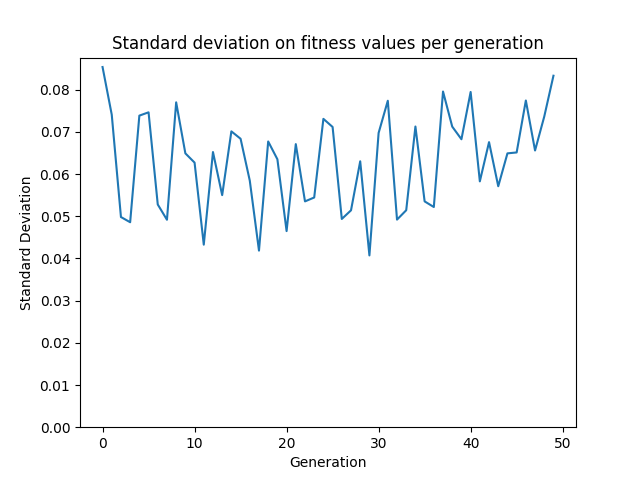 Standard deviation on fitness values per generation
Standard Deviation
0.08
0.07
0.06
0.05
0.04
0.03
0.02
0.01
0.00
0 10 20 30 40 50
Generation